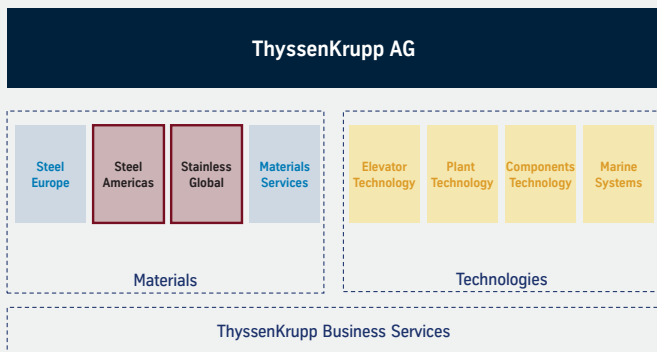 ThyssenKrupp AG
Steel
Europe
Steel
Americas
Stainless
Global
Materials
Services
Elevator
Technology
Plant
Technology
Components
Technology
Marine
Systems
Materials
Technologies
ThyssenKrupp Business Services